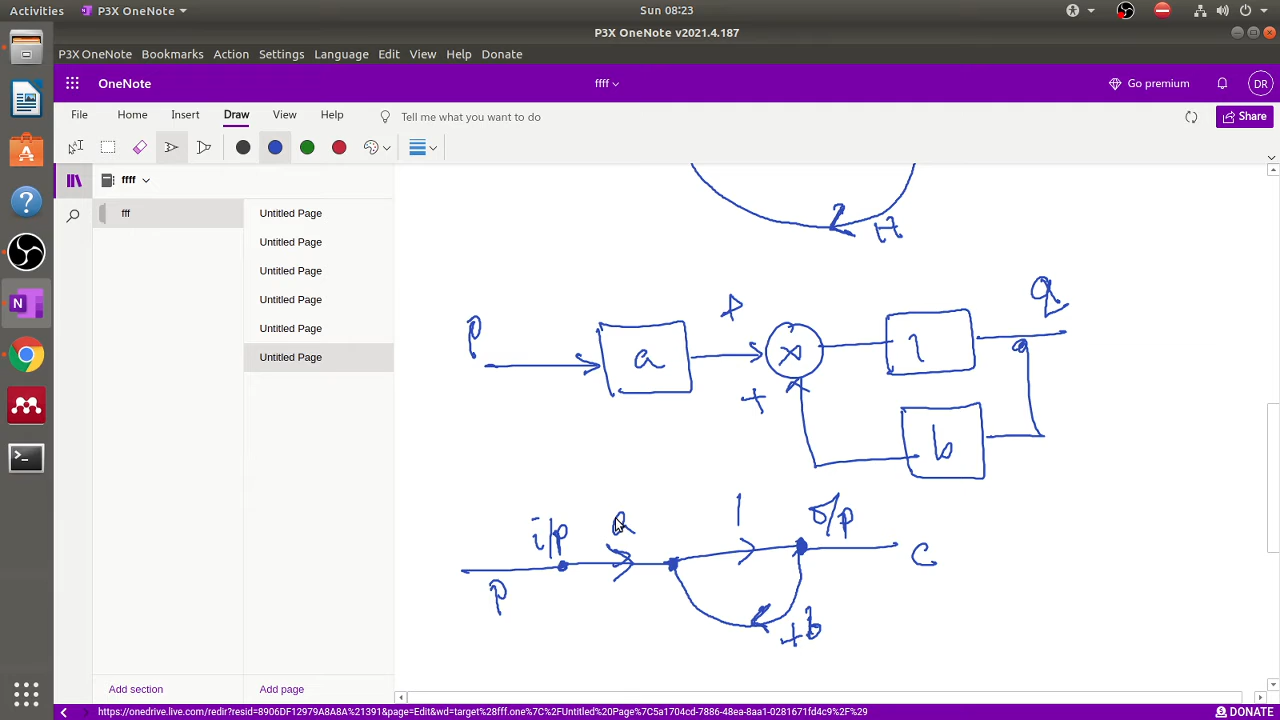 Activities P3X OneNote Sun 08:23
P3X OneNote v2021.4.187
P3X OneNote Bookmarks Action Settings Language Edit View Help Donate
OneNote ffff Go premium DR
File Home Insert Draw View Help Tell me what you want to do Share
ffff
fff
Untitled Page
Untitled Page
Untitled Page
Untitled Page
Untitled Page
Untitled Page
H
P a + x 1 q
+ b
i/p a 1 o/p
P C
+b
Add section Add page
https://onedrive.live.com/redir?resid=8906DF12979A8A8A%21391&page=Edit&wd=target%28fff.one%7C%2FUntitled%20Page%7C5a1704cd-7886-48ea-8aa1-0281671fd4c9%2F%29 DONATE